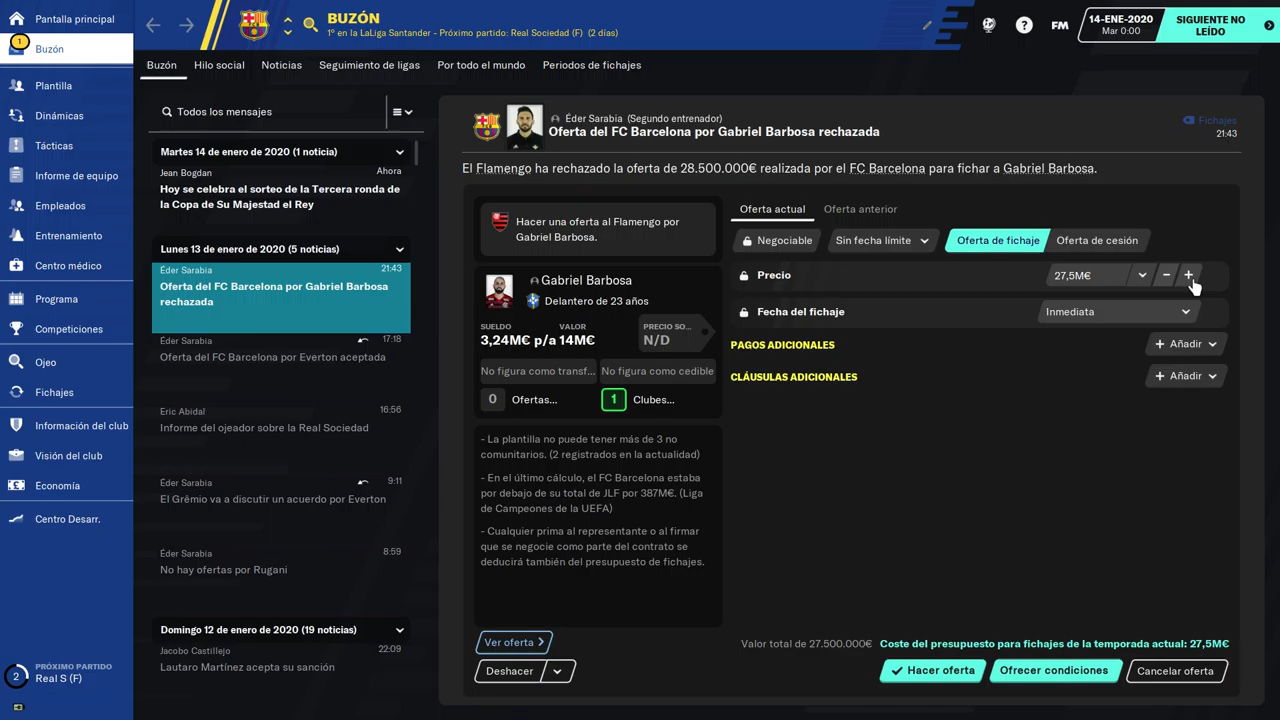 Pantalla principal
1
Buzón
Plantilla
Dinámicas
Tácticas
Informe de equipo
Empleados
Entrenamiento
Centro médico
Programa
Competiciones
Ojeo
Fichajes
Información del club
Visión del club
Economía
Centro Desarr.
2
PRÓXIMO PARTIDO
Real S (F)
BUZÓN
1º en la LaLiga Santander - Próximo partido: Real Sociedad (F) (2 días)
?
FM
14-ENE-2020
Mar 0:00
SIGUIENTE NO LEÍDO
Buzón
Hilo social
Noticias
Seguimiento de ligas
Por todo el mundo
Periodos de fichajes
Todos los mensajes
Martes 14 de enero de 2020 (1 noticia)
Jean Bogdan
Ahora
Hoy se celebra el sorteo de la Tercera ronda de
la Copa de Su Majestad el Rey
Lunes 13 de enero de 2020 (5 noticias)
Éder Sarabia
21:43
Oferta del FC Barcelona por Gabriel Barbosa
rechazada
Éder Sarabia
17:18
Oferta del FC Barcelona por Everton aceptada
Eric Abidal
16:56
Informe del ojeador sobre la Real Sociedad
Éder Sarabia
9:11
El Grêmio va a discutir un acuerdo por Everton
Éder Sarabia
8:59
No hay ofertas por Rugani
Domingo 12 de enero de 2020 (19 noticias)
Jacobo Castillejo
22:09
Lautaro Martínez acepta su sanción
Éder Sarabia (Segundo entrenador)
Oferta del FC Barcelona por Gabriel Barbosa rechazada
Fichajes
21:43
El Flamengo ha rechazado la oferta de 28.500.000€ realizada por el FC Barcelona para fichar a Gabriel Barbosa.
Hacer una oferta al Flamengo por
Gabriel Barbosa.
Gabriel Barbosa
Delantero de 23 años
SUELDO
3,24M€ p/a
VALOR
14M€
PRECIO SO...
N/D
No figura como transf...
No figura como cedible
0
Ofertas...
1
Clubes...
- La plantilla no puede tener más de 3 no
comunitarios. (2 registrados en la actualidad)
- En el último cálculo, el FC Barcelona estaba
por debajo de su total de JLF por 387M€. (Liga
de Campeones de la UEFA)
- Cualquier prima al representante o al firmar
que se negocie como parte del contrato se
deducirá también del presupuesto de fichajes.
Ver oferta
Deshacer
Oferta actual
Oferta anterior
Negociable
Sin fecha límite
Oferta de fichaje
Oferta de cesión
Precio
27,5M€
Fecha del fichaje
Inmediata
PAGOS ADICIONALES
+ Añadir
CLÁUSULAS ADICIONALES
+ Añadir
Valor total de 27.500.000€
Coste del presupuesto para fichajes de la temporada actual: 27,5M€
Hacer oferta
Ofrecer condiciones
Cancelar oferta